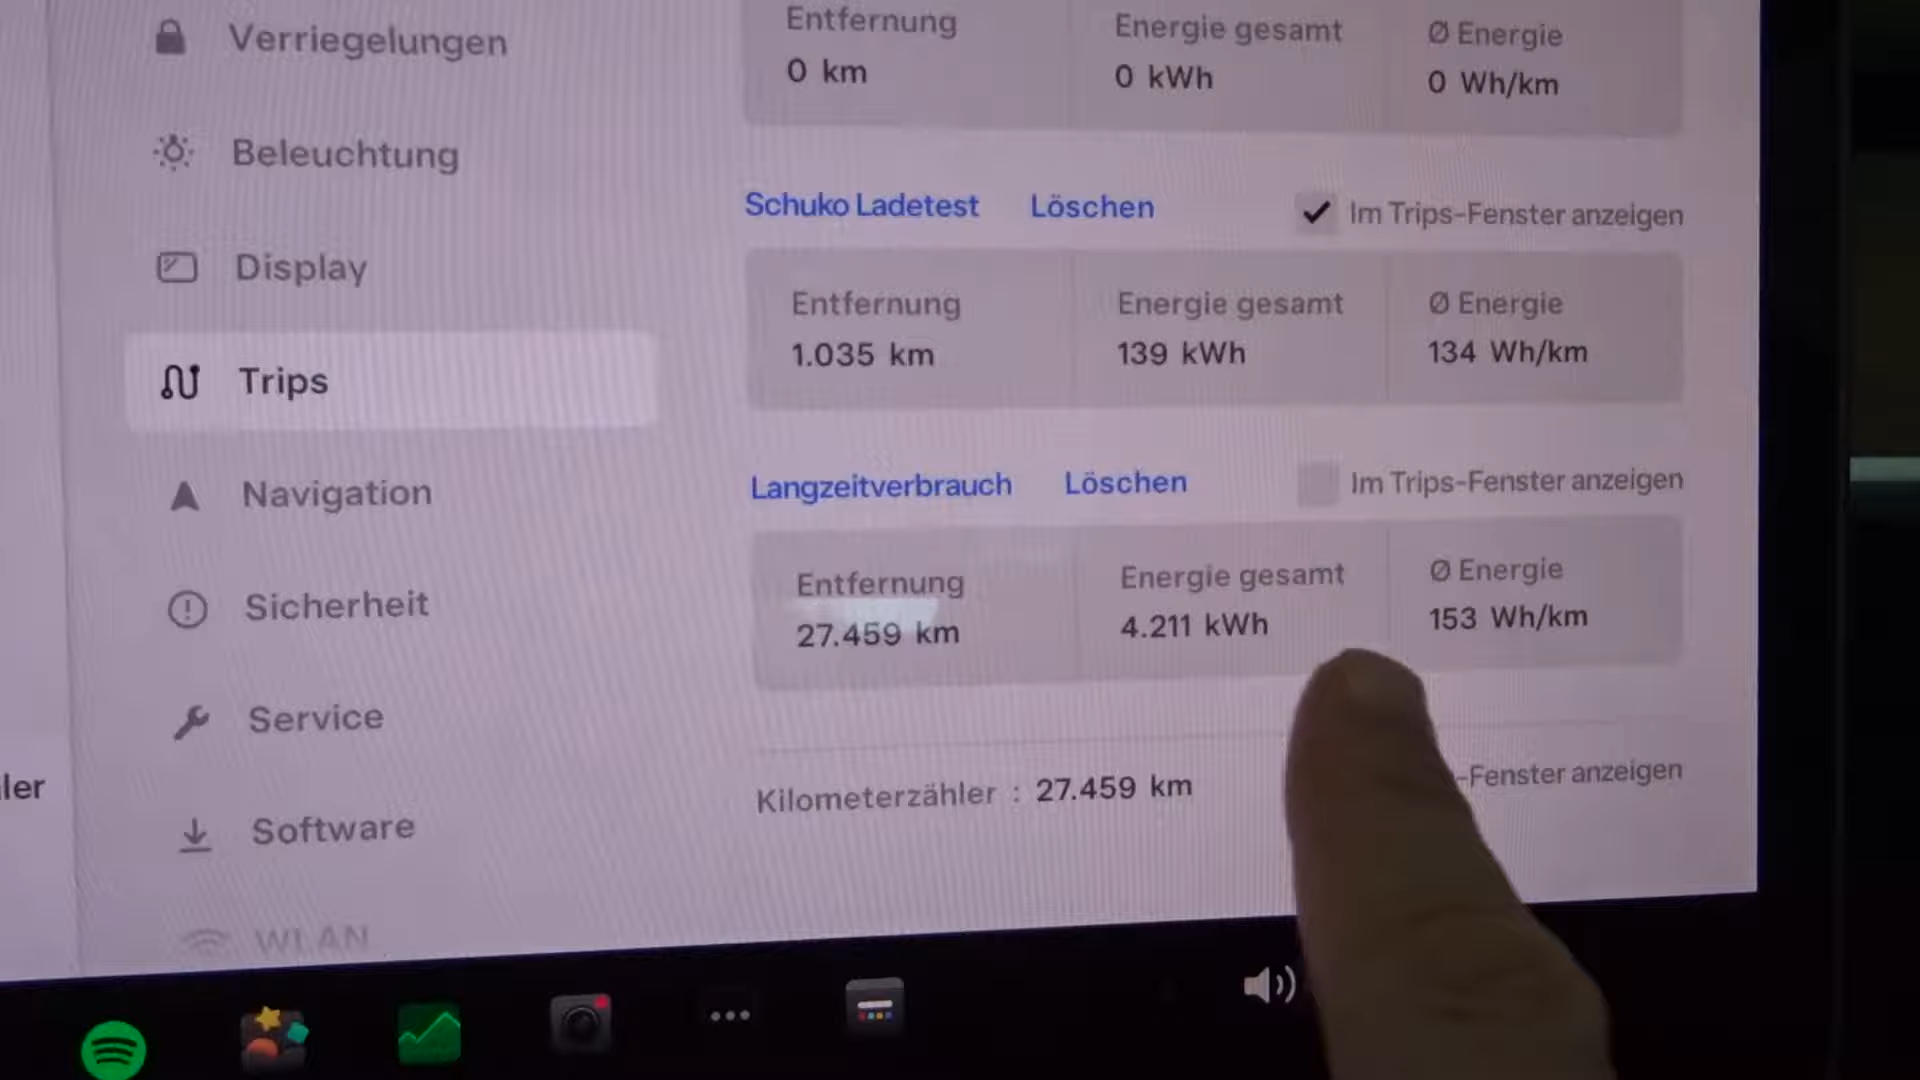 Verriegelungen
Beleuchtung
Display
Trips
Navigation
Sicherheit
Service
Software
WLAN
ler
Entfernung Energie gesamt Ø Energie
0 km 0 kWh 0 Wh/km
Schuko Ladetest Löschen Im Trips-Fenster anzeigen
Entfernung Energie gesamt Ø Energie
1.035 km 139 kWh 134 Wh/km
Langzeitverbrauch Löschen Im Trips-Fenster anzeigen
Entfernung Energie gesamt Ø Energie
27.459 km 4.211 kWh 153 Wh/km
Kilometerzähler : 27.459 km -Fenster anzeigen